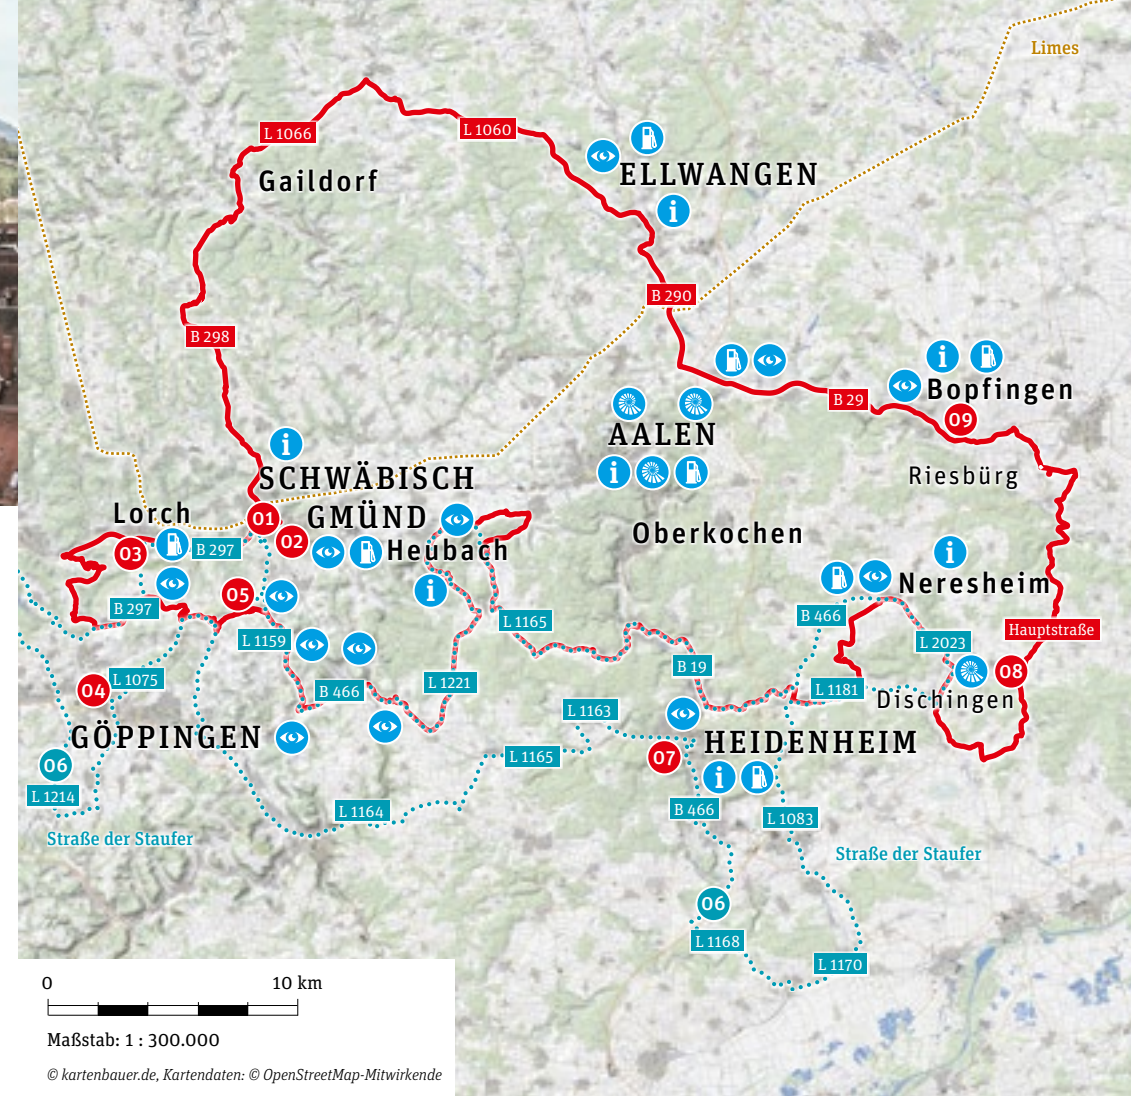 Limes
L 1066
L 1060
ELLWANGEN
Gaildorf
i
B 290
B 298
i
Bopfingen
B 29
09
AALEN
i
SCHWÄBISCH
GMÜND
i
Riesbürg
Lorch
01
02
03
B 297
Heubach
Oberkochen
i
Neresheim
i
05
B 297
L 1165
B 466
Hauptstraße
L 1159
L 2023
B 19
08
04
L 1075
B 466
L 1221
L 1181
Dischingen
L 1163
GÖPPINGEN
HEIDENHEIM
07
L 1165
06
i
L 1214
L 1164
B 466
L 1083
Straße der Staufer
Straße der Staufer
06
L 1168
L 1170
0 10 km
Maßstab: 1 : 300.000
© kartenbauer.de, Kartendaten: © OpenStreetMap-Mitwirkende